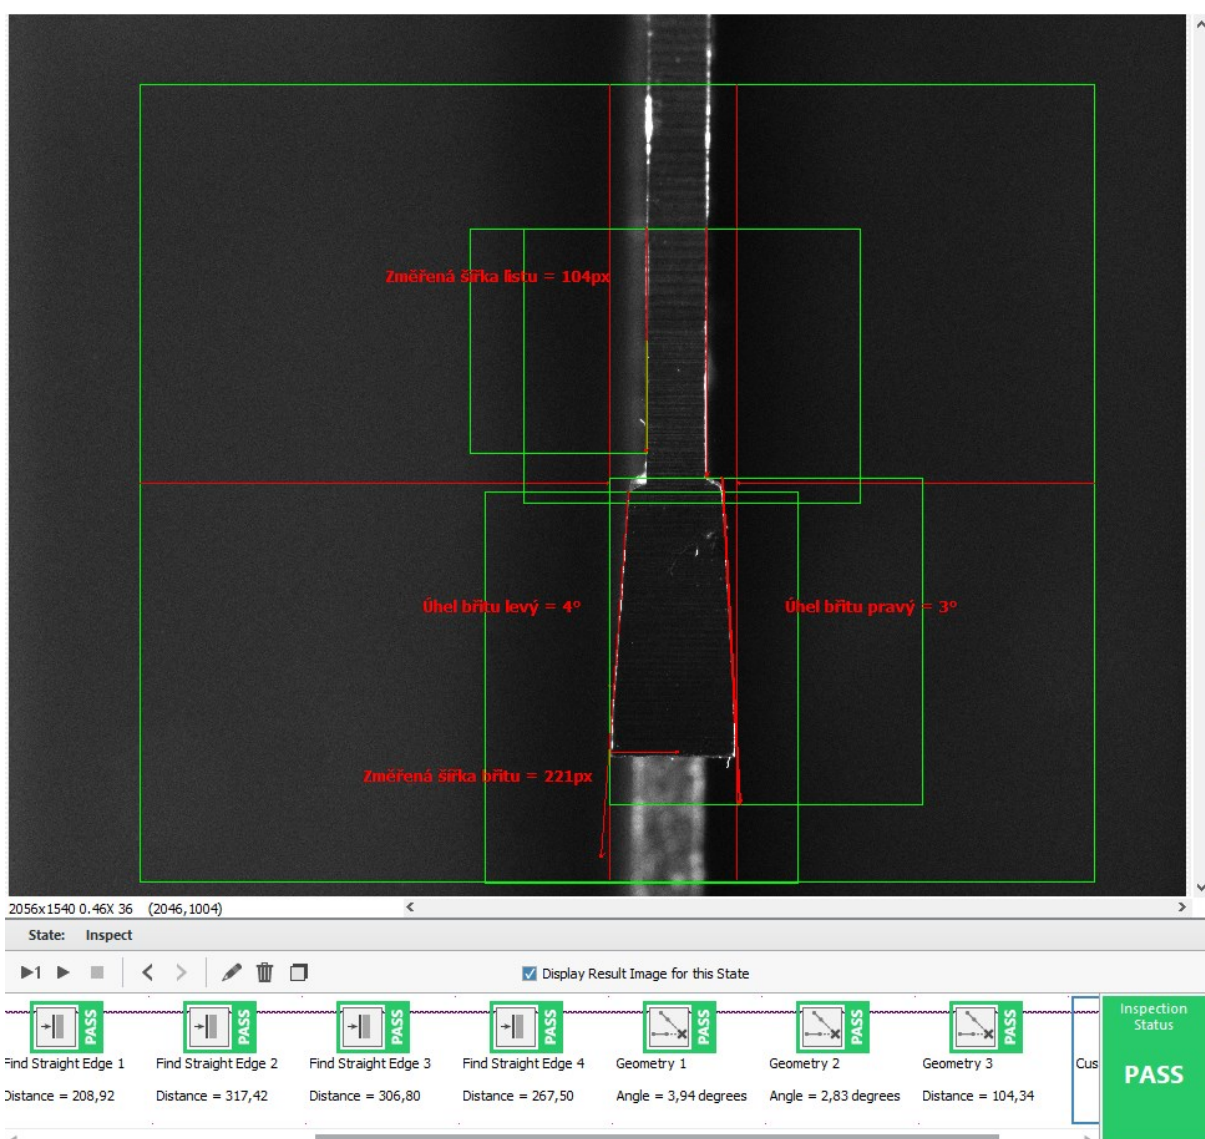 Změřená šířka listu = 104px
Úhel břitu levý = 4°
Úhel břitu pravý = 3°
Změřená šířka břitu = 221px
2056x1540 0.46X 36 (2046,1004)
State: Inspect
1
Display Result Image for this State
PASS PASS PASS PASS PASS PASS PASS
Inspection
Status
PASS
Find Straight Edge 1 Find Straight Edge 2 Find Straight Edge 3 Find Straight Edge 4 Geometry 1 Geometry 2 Geometry 3 Cus
Distance = 208,92 Distance = 317,42 Distance = 306,80 Distance = 267,50 Angle = 3,94 degrees Angle = 2,83 degrees Distance = 104,34